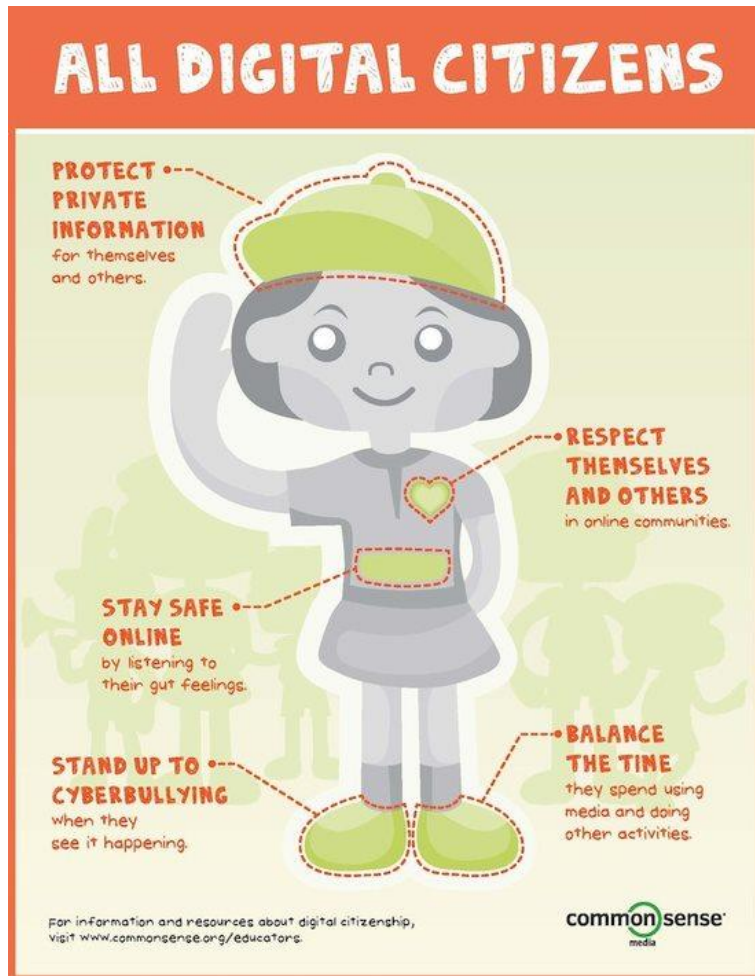 ALL DIGITAL CITIZENS
PROTECT
PRIVATE
INFORMATION
for themselves
and others.
RESPECT
THEMSELVES
AND OTHERS
in online communities.
STAY SAFE
ONLINE
by listening to
their gut feelings.
STAND UP TO
CYBERBULLYING
when they
see it happening.
BALANCE
THE TIME
they spend using
media and doing
other activities.
For information and resources about digital citizenship,
visit www.commonsense.org/educators.
common sense
media